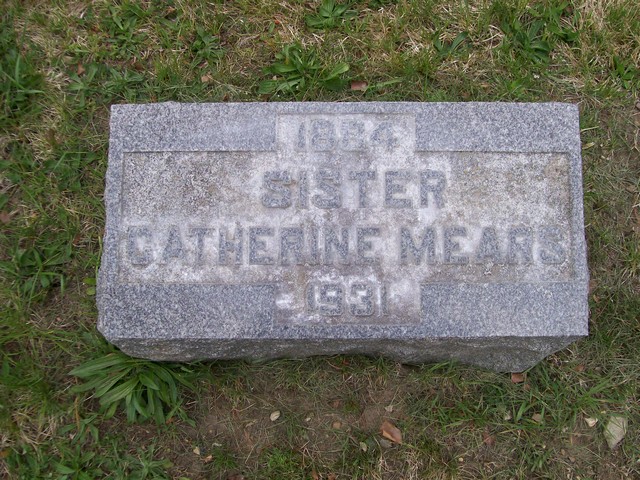 1884
SISTER
CATHERINE MEARS
1931